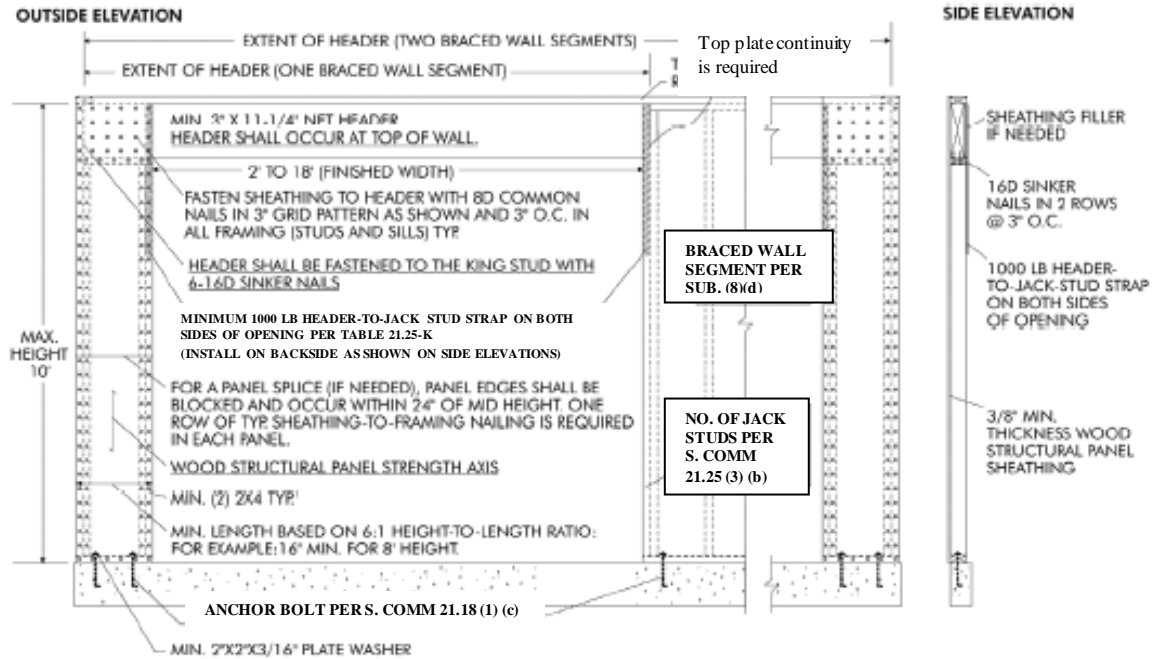 OUTSIDE ELEVATION
SIDE ELEVATION
EXTENT OF HEADER (TWO BRACED WALL SEGMENTS)
Top plate continuity
is required
EXTENT OF HEADER (ONE BRACED WALL SEGMENT)
MIN. 3" X 11-1/4" NET HEADER
HEADER SHALL OCCUR AT TOP OF WALL.
2' TO 18' (FINISHED WIDTH)
FASTEN SHEATHING TO HEADER WITH 8D COMMON
NAILS IN 3" GRID PATTERN AS SHOWN AND 3" O.C. IN
ALL FRAMING (STUDS AND SILLS) TYP.
HEADER SHALL BE FASTENED TO THE KING STUD WITH
6-16D SINKER NAILS
MINIMUM 1000 LB HEADER-TO-JACK STUD STRAP ON BOTH
SIDES OF OPENING PER TABLE 21.25-K
(INSTALL ON BACKSIDE AS SHOWN ON SIDE ELEVATIONS)
MAX.
HEIGHT
10'
FOR A PANEL SPLICE (IF NEEDED), PANEL EDGES SHALL BE
BLOCKED AND OCCUR WITHIN 24" OF MID HEIGHT. ONE
ROW OF TYP. SHEATHING-TO-FRAMING NAILING IS REQUIRED
IN EACH PANEL.
WOOD STRUCTURAL PANEL STRENGTH AXIS
MIN. (2) 2X4 TYP.
MIN. LENGTH BASED ON 6:1 HEIGHT-TO-LENGTH RATIO:
FOR EXAMPLE: 16" MIN. FOR 8' HEIGHT.
ANCHOR BOLT PER S. COMM 21.18 (1) (c)
MIN. 2"X2"X3/16" PLATE WASHER
BRACED WALL
SEGMENT PER
SUB. (8)(d)
NO. OF JACK
STUDS PER
S. COMM
21.25 (3) (b)
SHEATHING FILLER
IF NEEDED
16D SINKER
NAILS IN 2 ROWS
@ 3" O.C.
1000 LB HEADER-
TO-JACK-STUD STRAP
ON BOTH SIDES
OF OPENING
3/8" MIN.
THICKNESS WOOD
STRUCTURAL PANEL
SHEATHING